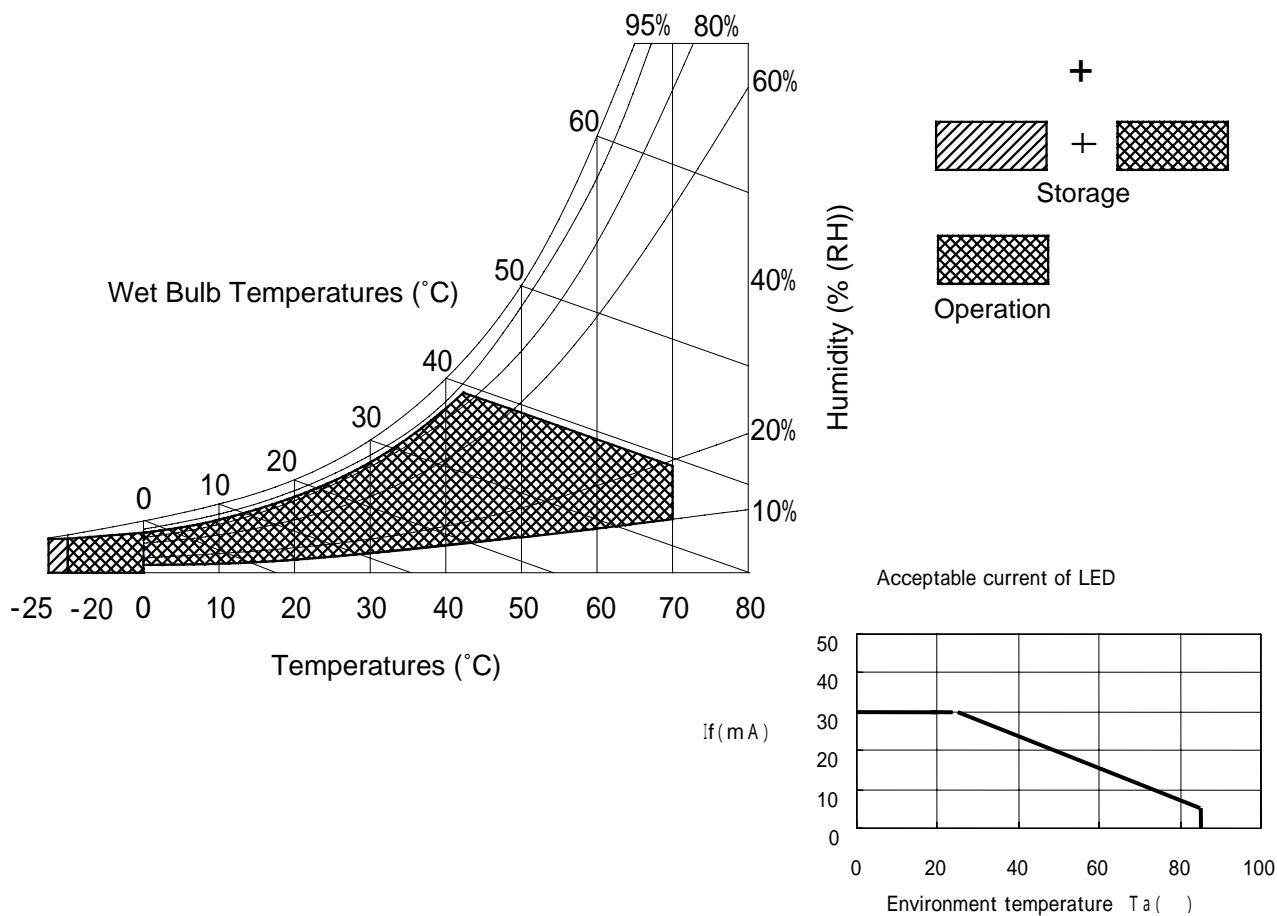 95%
80%
60%
40%
20%
10%
60
50
40
30
20
10
0
Wet Bulb Temperatures (˚C)
Humidity (% (RH))
-25 -20 0 10 20 30 40 50 60 70 80
Temperatures (˚C)
+
+
Storage
Operation
Acceptable current of LED
50
40
30
20
10
0
If(mA)
0 20 40 60 80 100
Environment temperature Ta( )